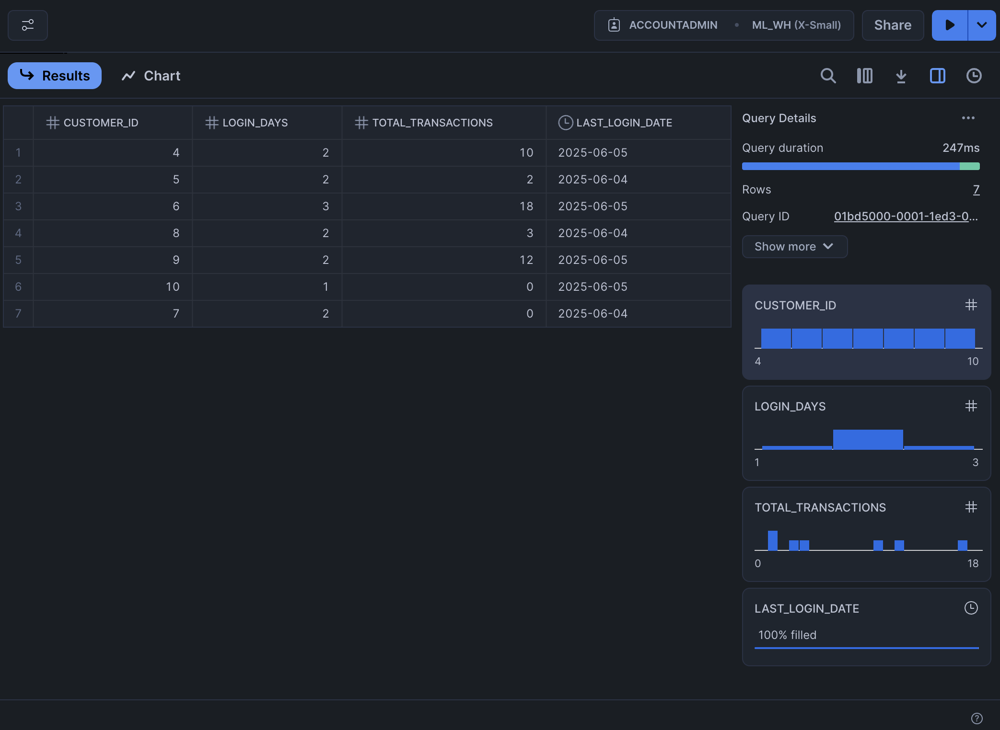 ACCOUNTADMIN • ML_WH (X-Small) Share
Results Chart
CUSTOMER_ID LOGIN_DAYS TOTAL_TRANSACTIONS LAST_LOGIN_DATE
1 4 2 10 2025-06-05
2 5 2 2 2025-06-04
3 6 3 18 2025-06-05
4 8 2 3 2025-06-04
5 9 2 12 2025-06-05
6 10 1 0 2025-06-05
7 7 2 0 2025-06-04
Query Details ...
Query duration 247ms
Rows 7
Query ID 01bd5000-0001-1ed3-0...
Show more
CUSTOMER_ID
4 10
LOGIN_DAYS
1 3
TOTAL_TRANSACTIONS
0 18
LAST_LOGIN_DATE
100% filled
?